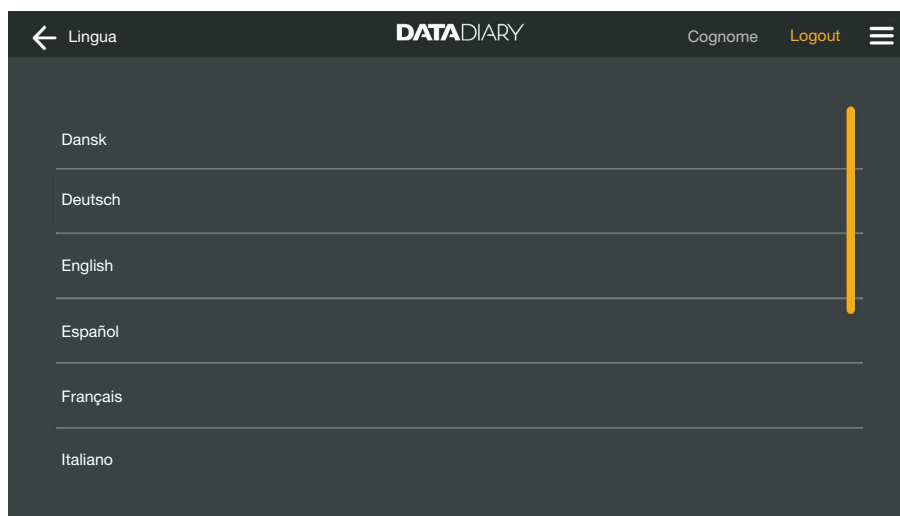 Lingua DATADIARY Cognome Logout
Dansk
Deutsch
English
Español
Français
Italiano